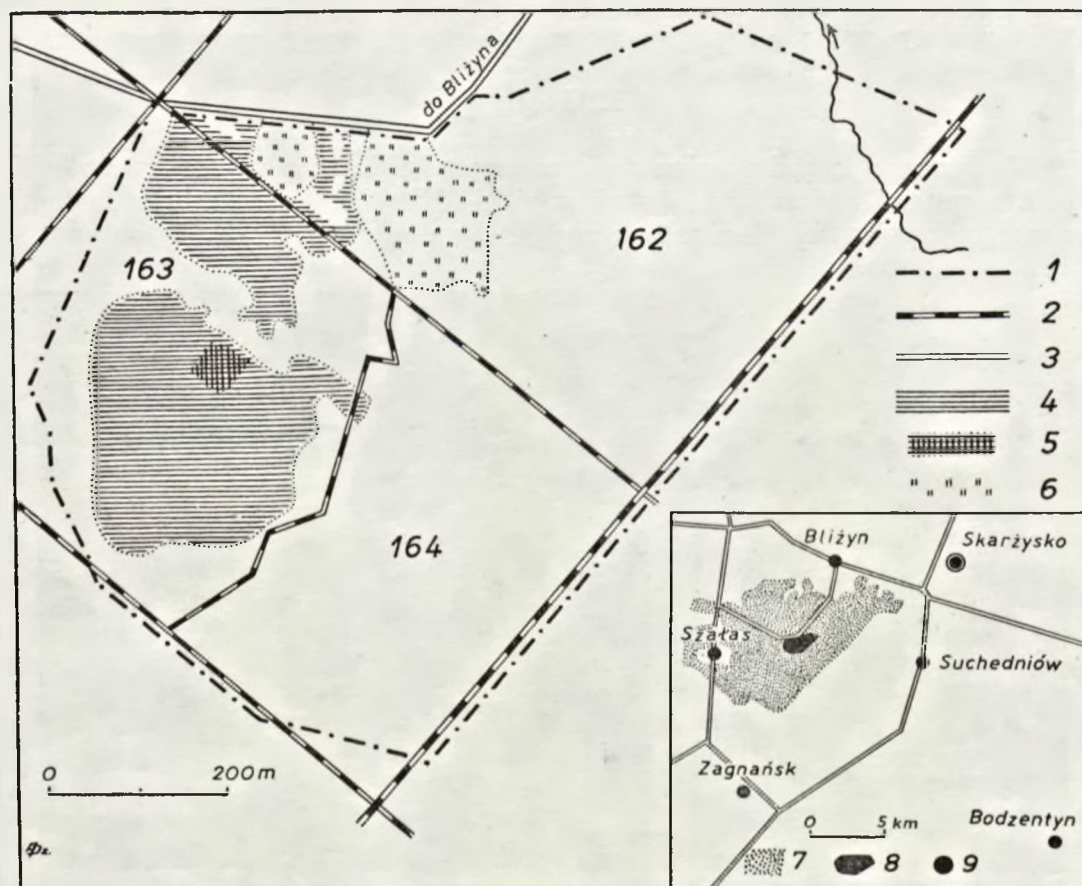 do Bliżyna
162
163
164
1
2
3
4
5
6
0 200m
Bliżyn
Skarżysko
Szałas
Suchedniów
Zagnańsk
0 5 km
Bodzentyn
7 8 9